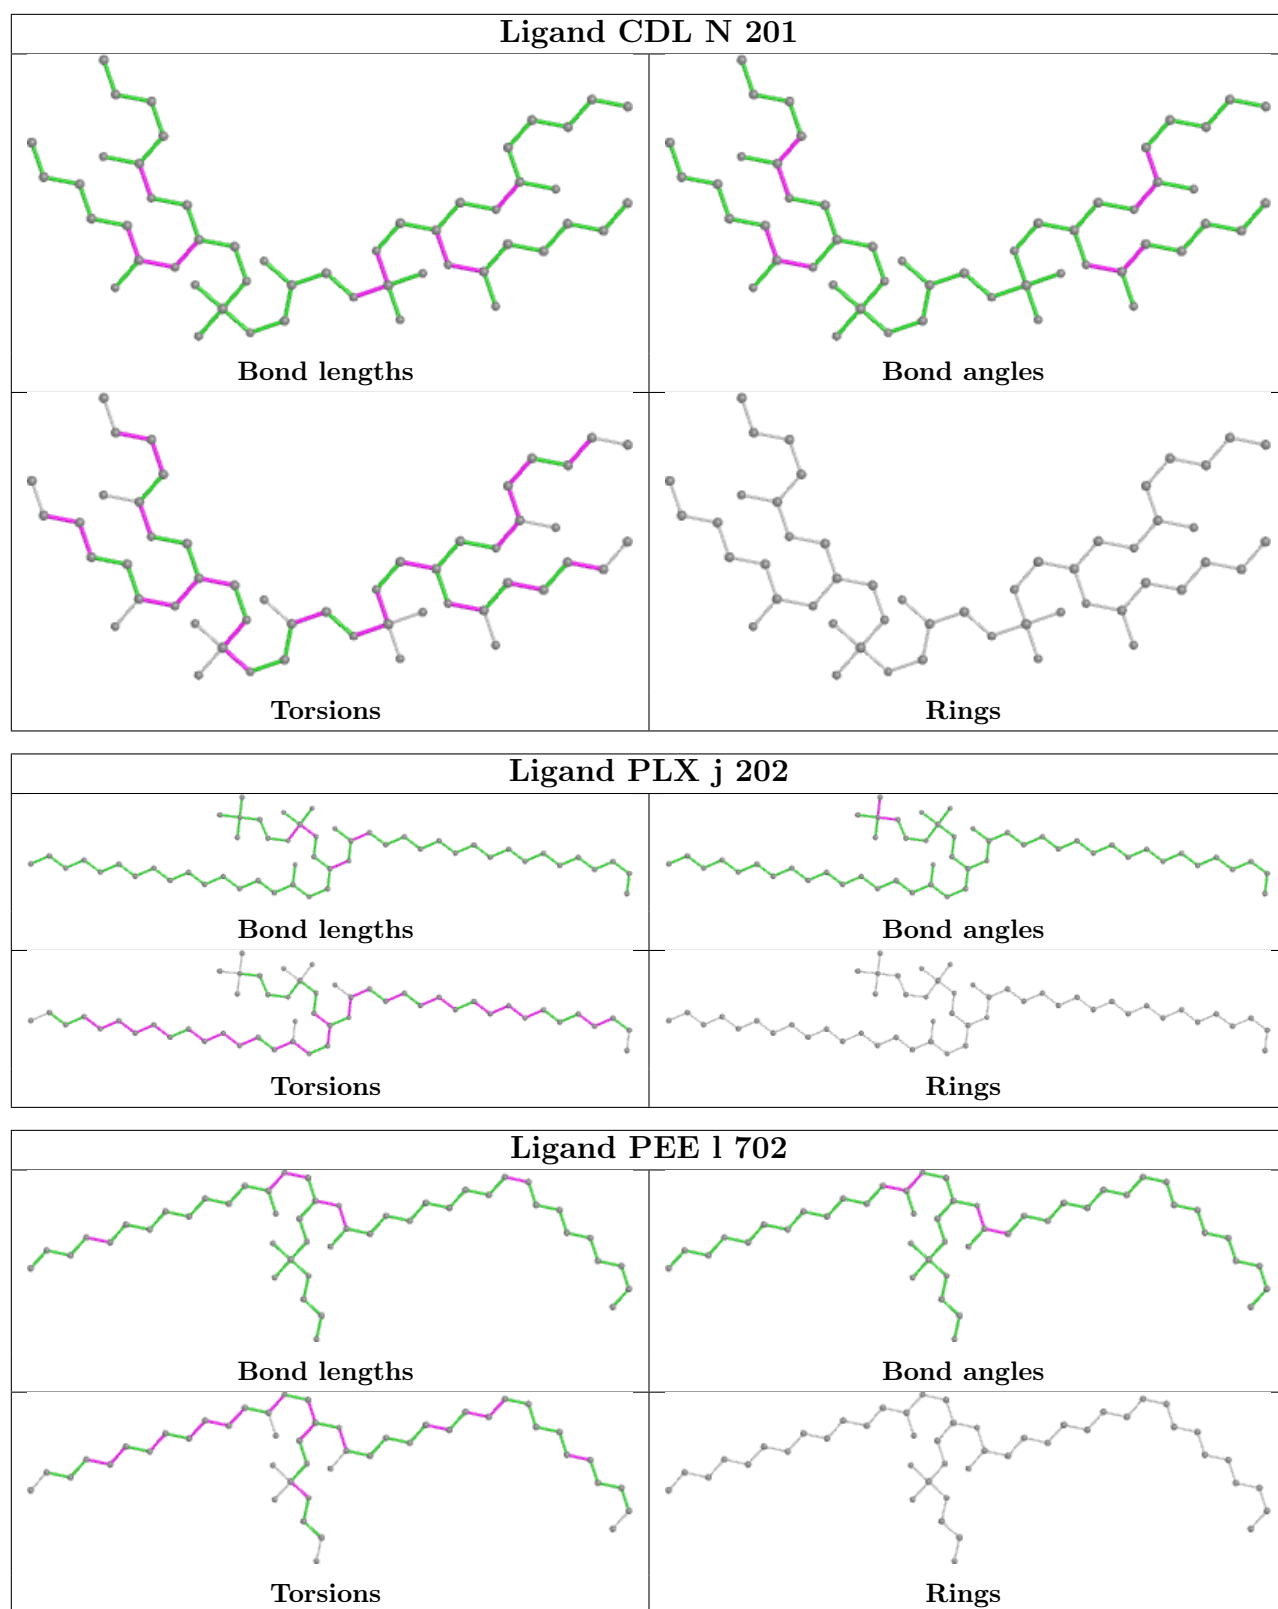 Ligand CDL N 201
Bond lengths
Bond angles
Torsions
Rings
Ligand PLX j 202
Bond lengths
Bond angles
Torsions
Rings
Ligand PEE l 702
Bond lengths
Bond angles
Torsions
Rings